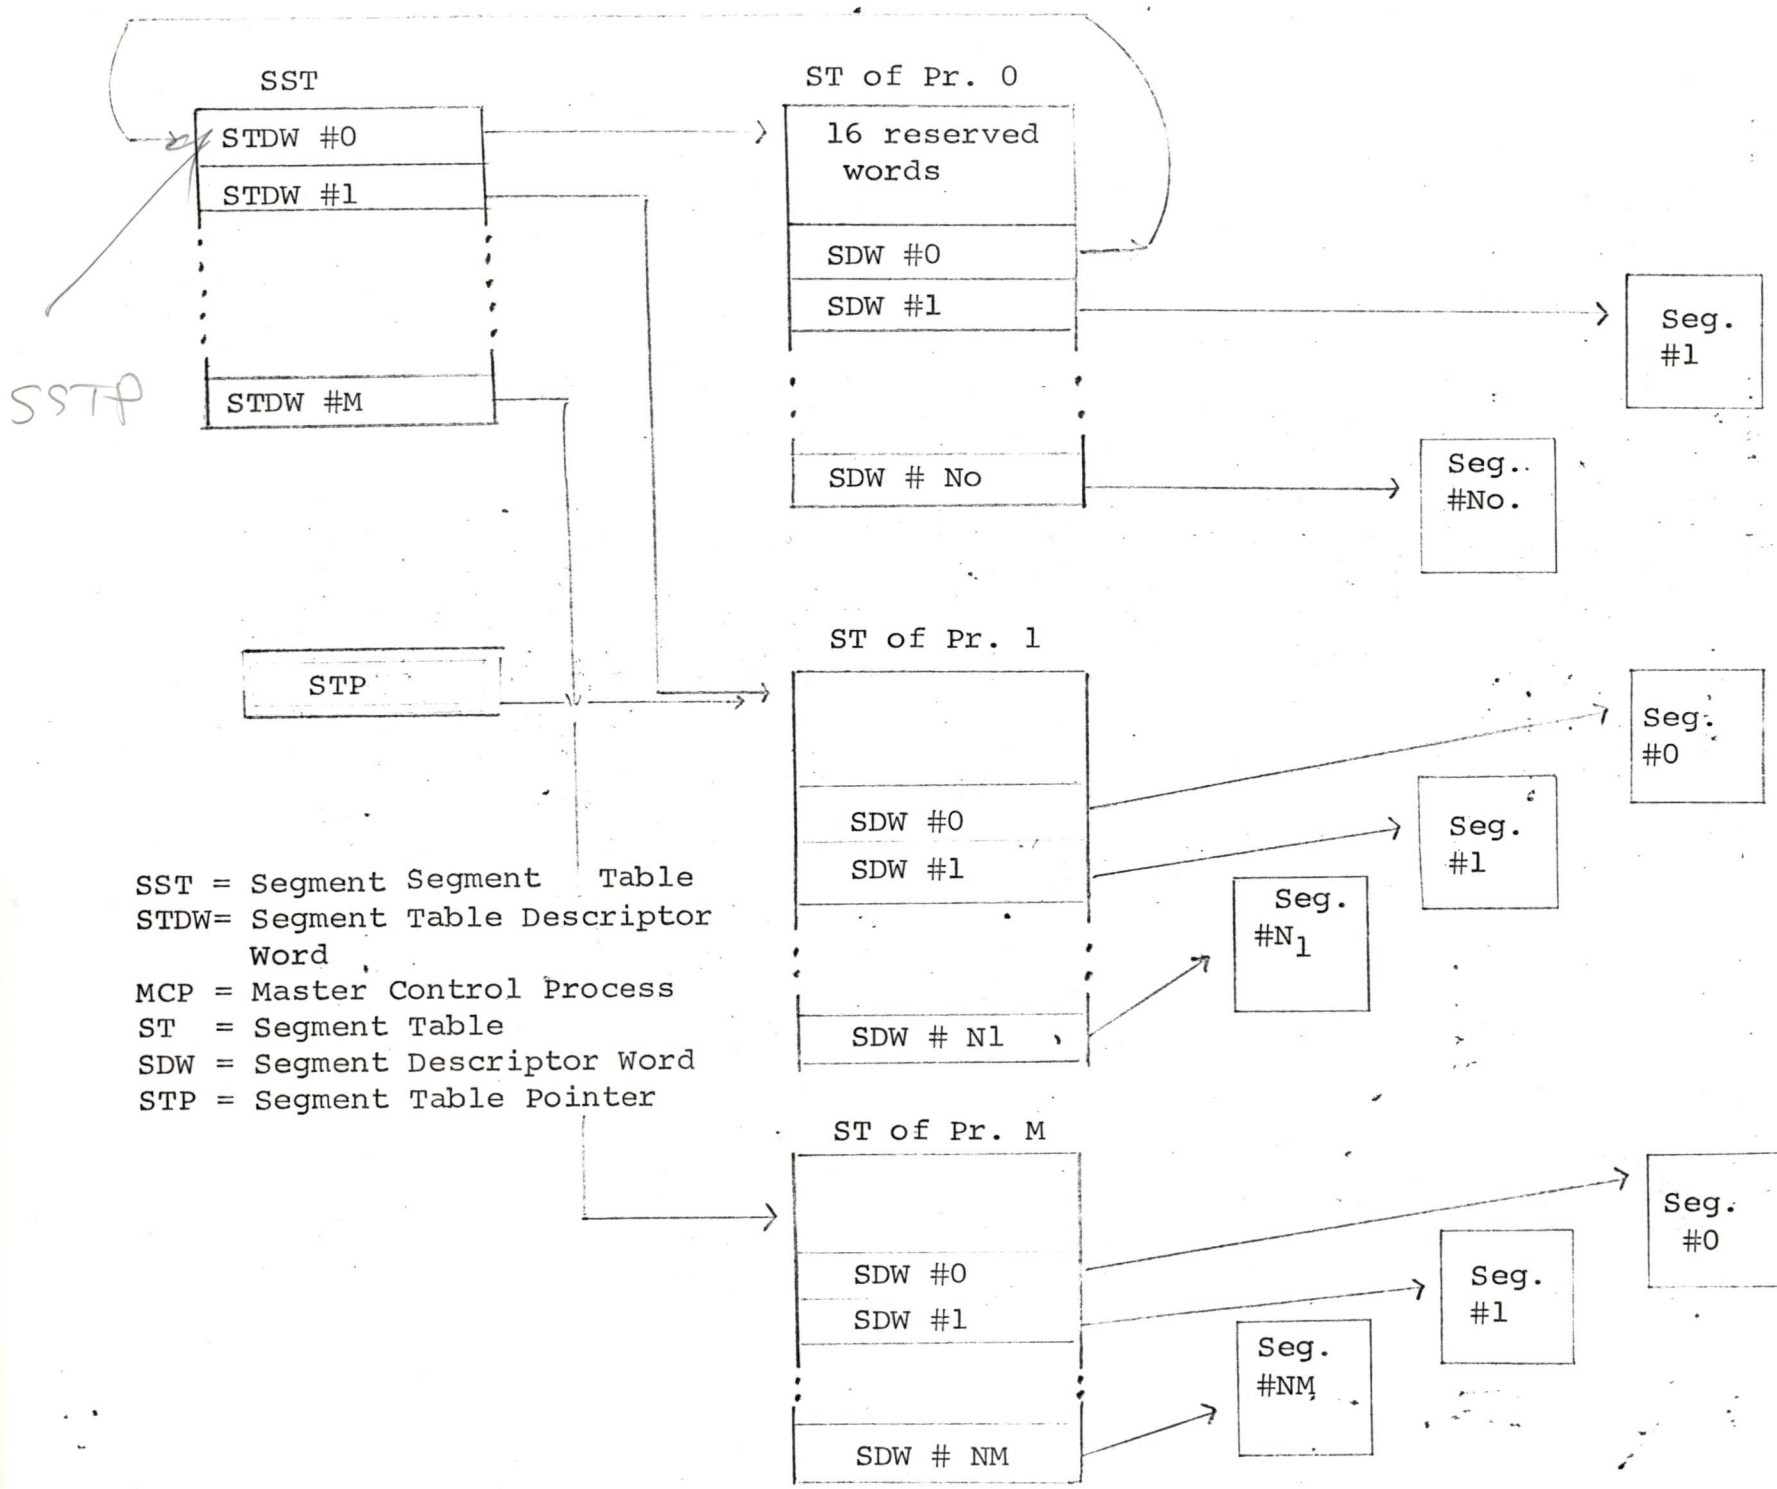 SST
STDW #0
STDW #1
STDW #M
SSTP
ST of Pr. 0
16 reserved
words
SDW #0
SDW #1
SDW # No
Seg.
#1
Seg.
#No.
STP
ST of Pr. 1
SDW #0
SDW #1
SDW # N1
Seg.
#0
Seg.
#1
Seg.
#N1
SST = Segment Segment Table
STDW= Segment Table Descriptor
Word
MCP = Master Control Process
ST = Segment Table
SDW = Segment Descriptor Word
STP = Segment Table Pointer
ST of Pr. M
SDW #0
SDW #1
SDW # NM
Seg.
#0
Seg.
#1
Seg.
#NM